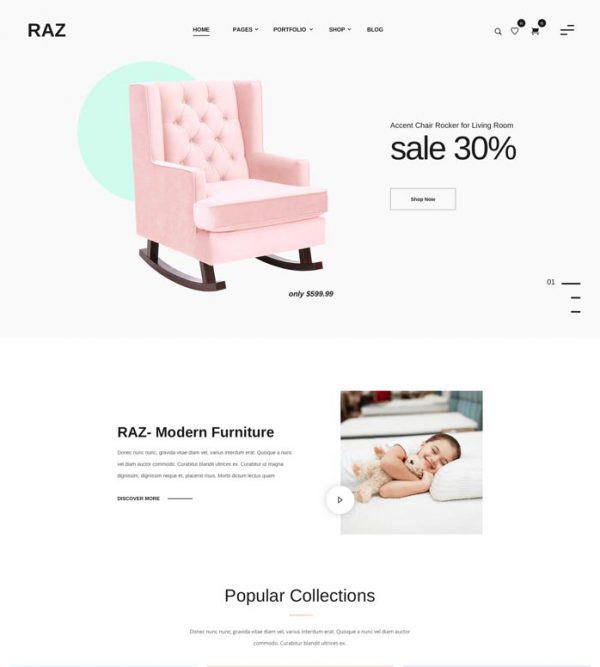 RAZ
HOME PAGES PORTFOLIO SHOP BLOG
Accent Chair Rocker for Living Room
sale 30%
Shop Now
01
only $599.99
RAZ- Modern Furniture
Donec nunc nunc, gravida vitae diam vel, varius interdum erat. Quisque a nunc
vel diam auctor commodo. Curabitur blandit ultrices ex. Curabitur ut magna
dignissim, dignissim neque et, placerat risus. Morbi dictum lectus quam
DISCOVER MORE
Popular Collections
Donec nunc nunc, gravida vitae diam vel, varius interdum erat. Quisque a nunc vel diam auctor commodo.
Curabitur blandit ultrices ex.